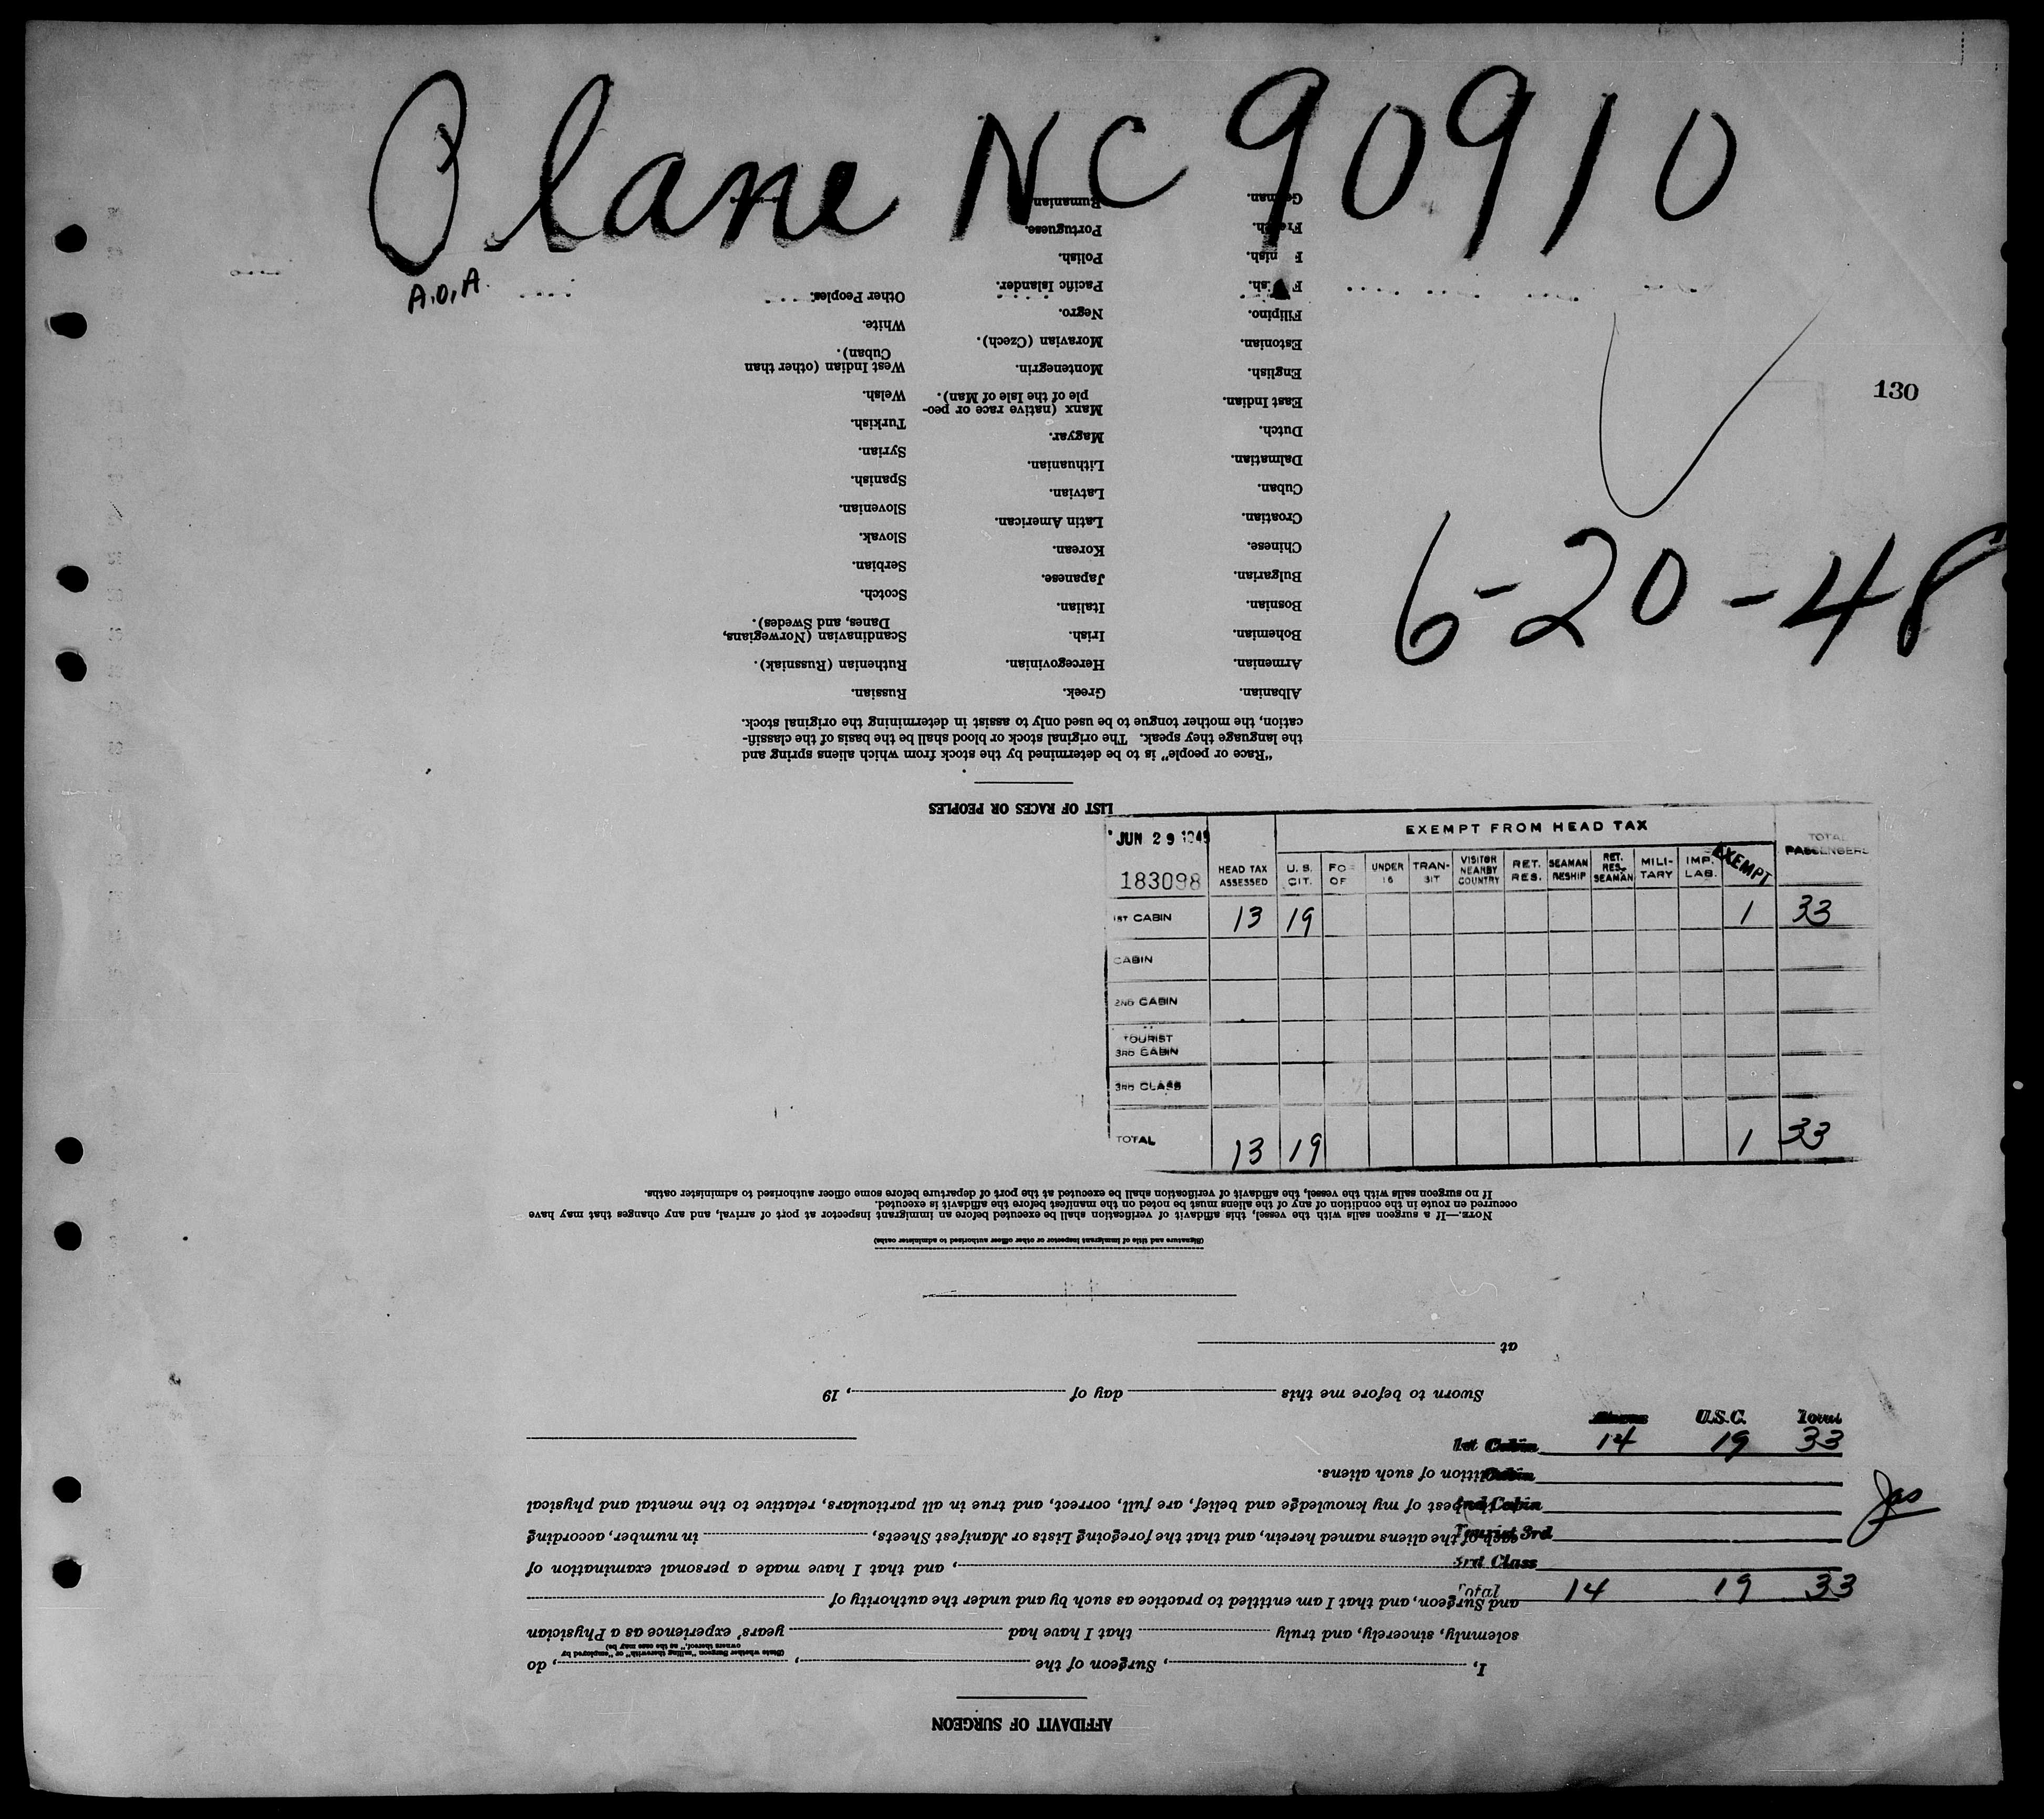 Plane NC 90910
A.O.A
130
6-20-48
JUN 29 1948
183098
EXEMPT FROM HEAD TAX
HEAD TAX ASSESSED
U. S. CIT.
UNDER 16
TRAN-SIT
VISITOR NEARBY COUNTRY
RET. RES.
SEAMAN RESHIP
RET. RES. SEAMAN
MILI-TARY
IMP. LAB.
EXEMPT
TOTAL PASSENGERS
1ST CABIN 13 19 1 33
CABIN
2ND CABIN
TOURIST
3RD CABIN
3RD CLASS
TOTAL 13 19 1 33
U.S.C. Total
1st Cabin 14 19 33
Cabin
2nd Cabin
Tourist 3rd
3rd Class
Total 14 19 33
Jas
AFFIDAVIT OF SURGEON
I, , Surgeon of the , , do
(State whether Surgeon "sailing therewith" or "employed by
owners thereof," as the case may be)
solemnly, sincerely, and truly that I have had years' experience as a Physician
and Surgeon, and that I am entitled to practice as such by and under the authority of
, and that I have made a personal examination of
each of the aliens named herein, and that the foregoing Lists or Manifest Sheets, in number, according
best of my knowledge and belief, are full, correct, and true in all particulars, relative to the mental and physical
of such aliens.
Sworn to before me this day of , 19
at
(Signature and title of immigrant inspector or other officer authorized to administer oaths)
NOTE.—If a surgeon sails with the vessel, this affidavit of verification shall be executed before an immigrant inspector at port of arrival, and any changes that may have
occurred en route in the condition of any of the aliens must be noted on the manifest before the affidavit is executed.
If no surgeon sails with the vessel, the affidavit of verification shall be executed at the port of departure before some officer authorized to administer oaths.
LIST OF RACES OR PEOPLES
"Race or people" is to be determined by the stock from which aliens spring and
the language they speak. The original stock or blood shall be the basis of the classifi-
cation, the mother tongue to be used only to assist in determining the original stock.
Albanian.
Armenian.
Bohemian.
Bosnian.
Bulgarian.
Chinese.
Croatian.
Cuban.
Dalmatian.
Dutch.
East Indian.
English.
Estonian.
Filipino.
Greek.
Hercegovinian.
Irish.
Italian.
Japanese.
Korean.
Latin American.
Latvian.
Lithuanian.
Magyar.
Manx (native race or peo-
ple of the Isle of Man).
Montenegrin.
Moravian (Czech).
Negro.
Pacific Islander.
Polish.
Portuguese.
Rumanian.
Russian.
Ruthenian (Russniak).
Scandinavian (Norwegians,
Danes, and Swedes).
Scotch.
Serbian.
Slovak.
Slovenian.
Spanish.
Syrian.
Turkish.
Welsh.
West Indian (other than
Cuban).
White.
Other Peoples.